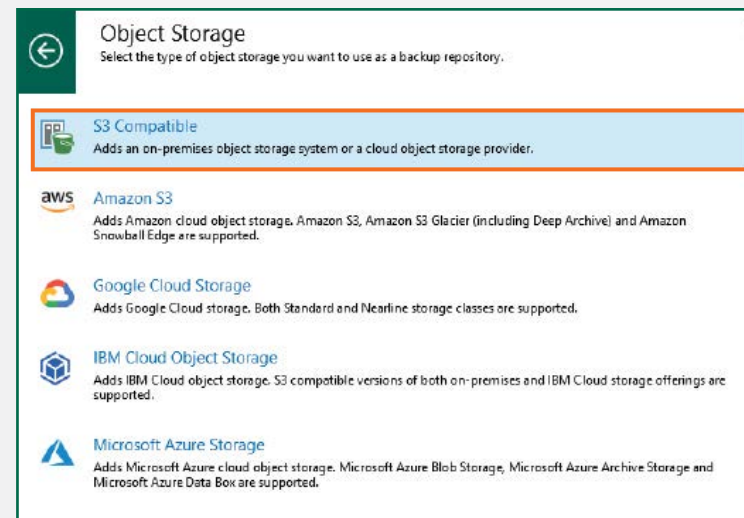 Object Storage
Select the type of object storage you want to use as a backup repository.
S3 Compatible
Adds an on-premises object storage system or a cloud object storage provider.
aws
Amazon S3
Adds Amazon cloud object storage. Amazon S3, Amazon S3 Glacier (including Deep Archive) and Amazon
Snowball Edge are supported.
Google Cloud Storage
Adds Google Cloud storage. Both Standard and Nearline storage classes are supported.
IBM Cloud Object Storage
Adds IBM Cloud object storage. S3 compatible versions of both on-premises and IBM Cloud storage offerings are
supported.
Microsoft Azure Storage
Adds Microsoft Azure cloud object storage. Microsoft Azure Blob Storage, Microsoft Azure Archive Storage and
Microsoft Azure Data Box are supported.